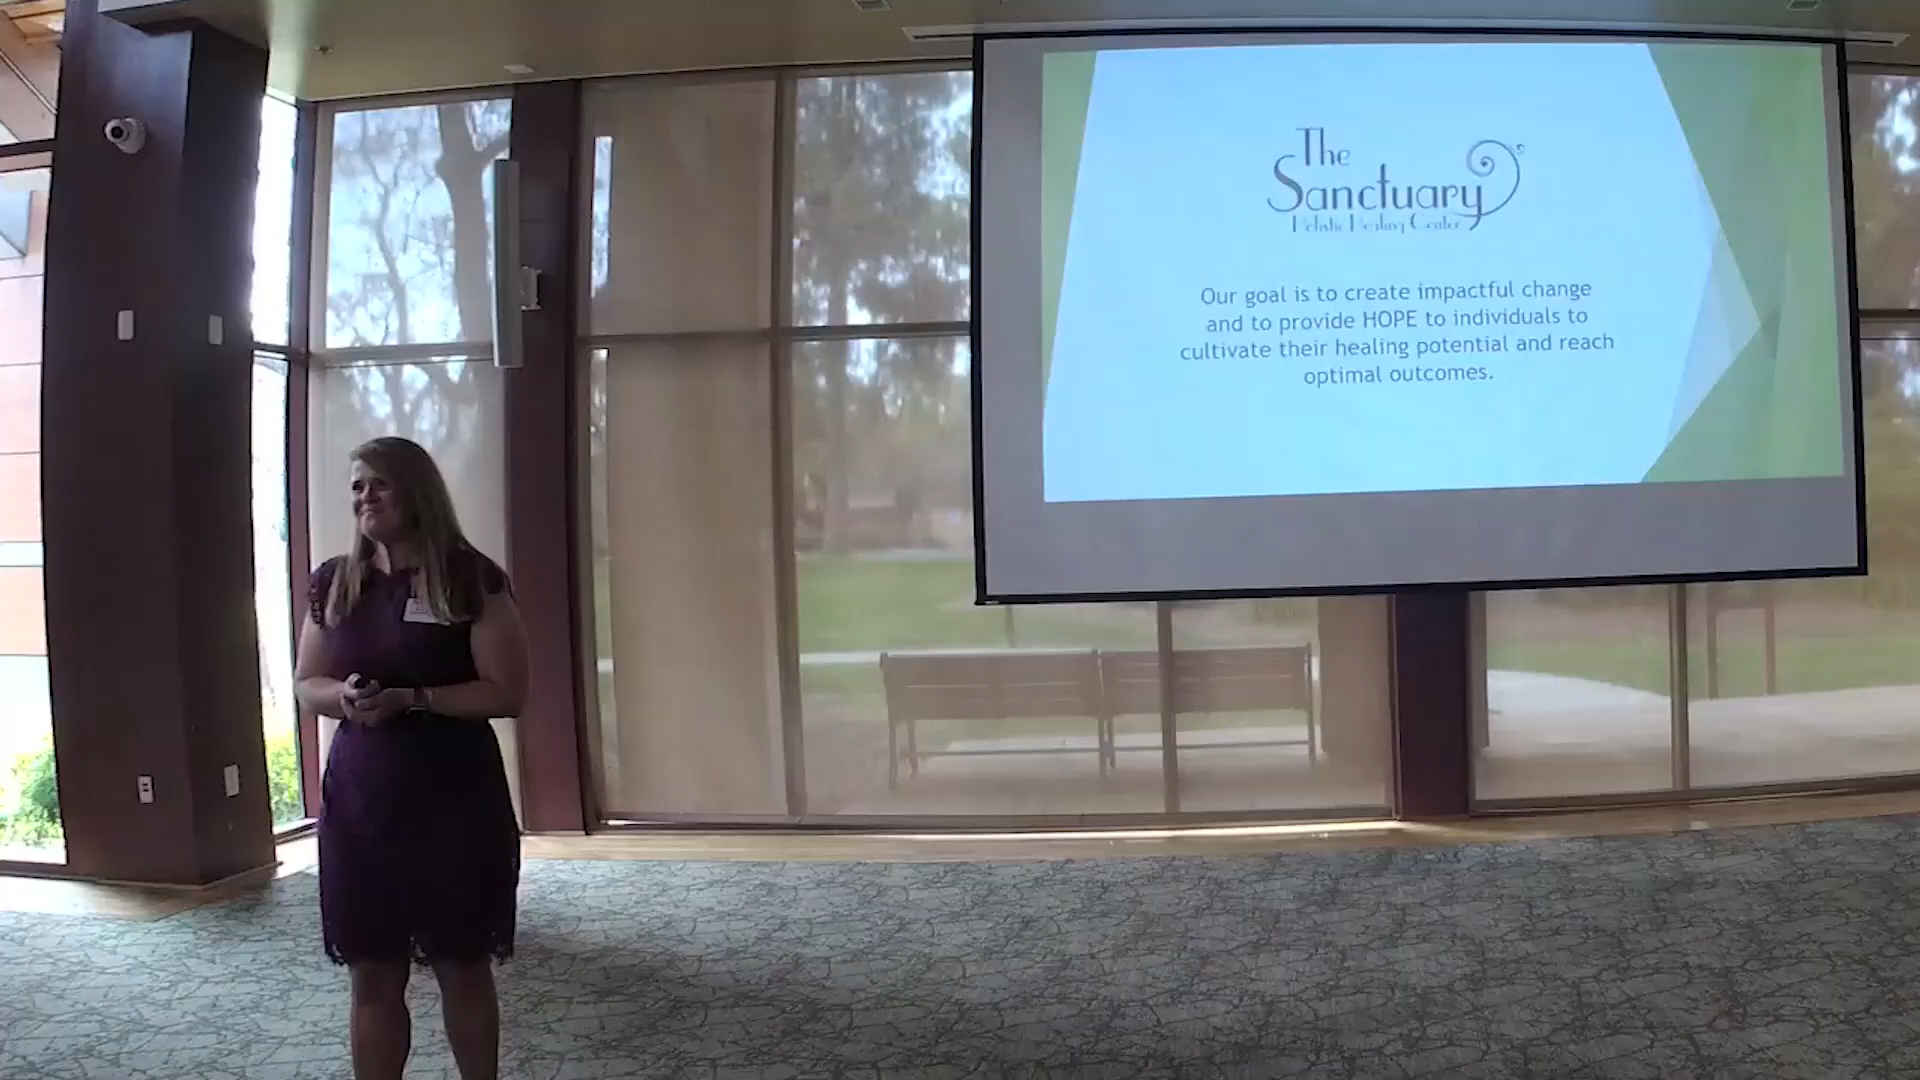 The
Sanctuary
Holistic Healing Center
Our goal is to create impactful change
and to provide HOPE to individuals to
cultivate their healing potential and reach
optimal outcomes.